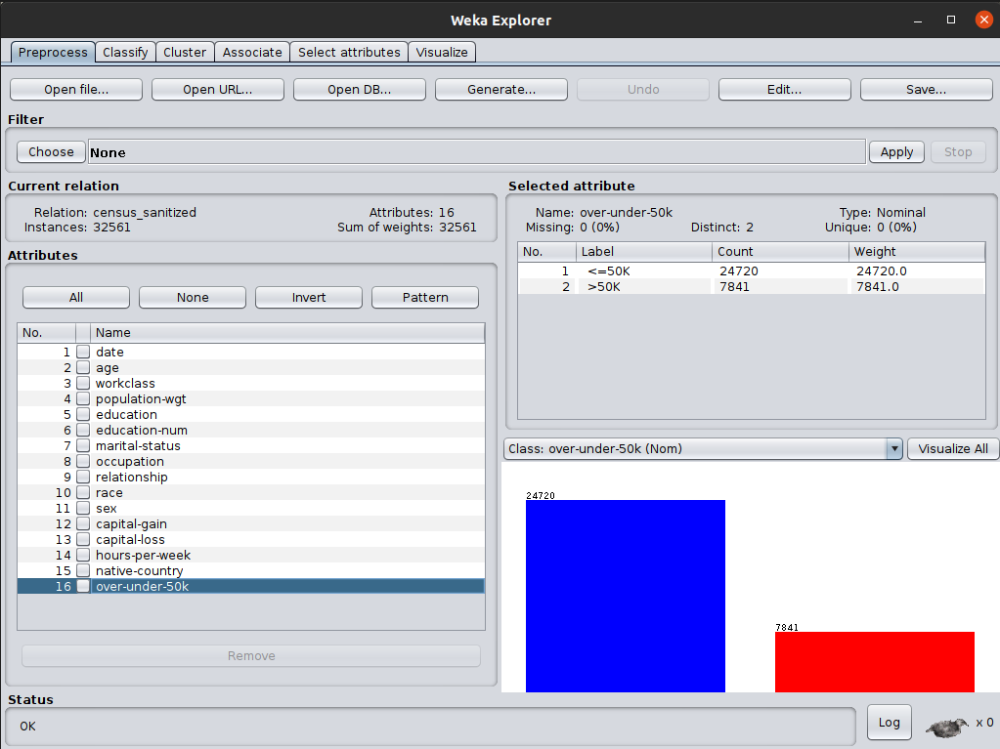 Weka Explorer
Preprocess Classify Cluster Associate Select attributes Visualize
Open file... Open URL... Open DB... Generate... Undo Edit... Save...
Filter
Choose None Apply Stop
Current relation
Relation: census_sanitized Attributes: 16
Instances: 32561 Sum of weights: 32561
Selected attribute
Name: over-under-50k Type: Nominal
Missing: 0 (0%) Distinct: 2 Unique: 0 (0%)
No. Label Count Weight
1 <=50K 24720 24720.0
2 >50K 7841 7841.0
Attributes
All None Invert Pattern
No. Name
1 date
2 age
3 workclass
4 population-wgt
5 education
6 education-num
7 marital-status
8 occupation
9 relationship
10 race
11 sex
12 capital-gain
13 capital-loss
14 hours-per-week
15 native-country
16 over-under-50k
Remove
Class: over-under-50k (Nom) Visualize All
24720
7841
Status
OK Log x 0